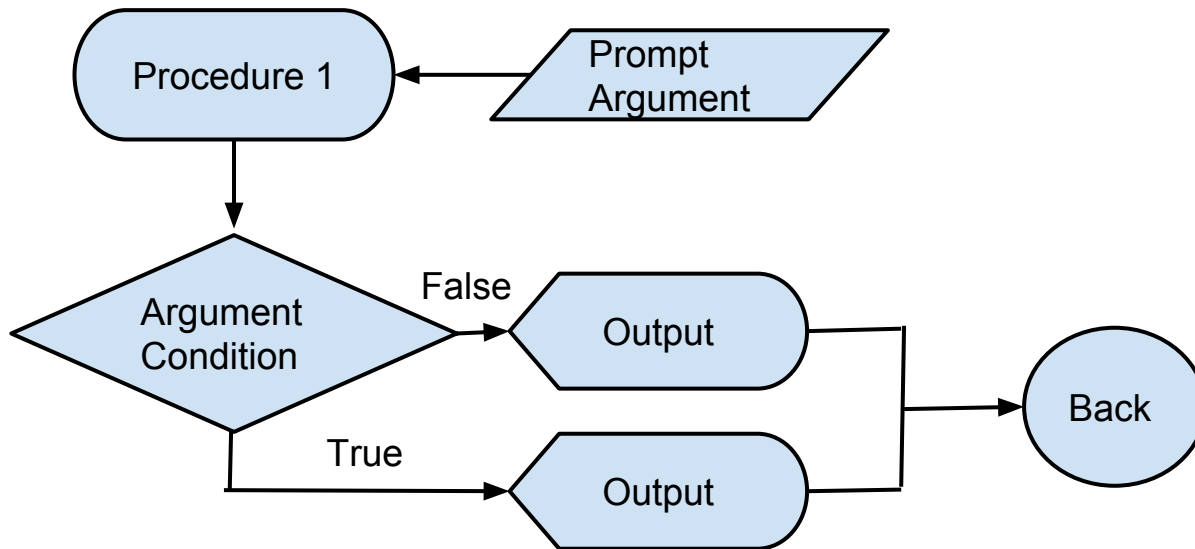 Procedure 1
Prompt
Argument
Argument
Condition
False
Output
True
Output
Back